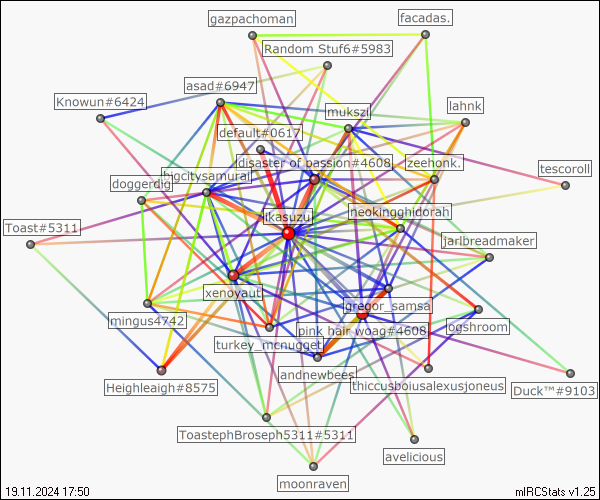 gazpachoman
facadas.
Random Stuf6#5983
asad#6947
Knowun#6424
mukszi
lahnk
default#0617
disaster of passion#4608
zeehonk.
bigcitysamurai
tescoroll
doggerdig
ikasuzu
neokingghidorah
Toast#5311
jarlbreadmaker
xenoyauti
gregor_samsa
mingus4742
pink hair woag#4608
ogshroom
turkey_mcnugget
landnewbees
Heighleaigh#8575
thiccusboiusalexusjoneus
Duck™#9103
ToastephBroseph5311#5311
avelicious
moonraven
19.11.2024 17:50
mIRCStats v1.25